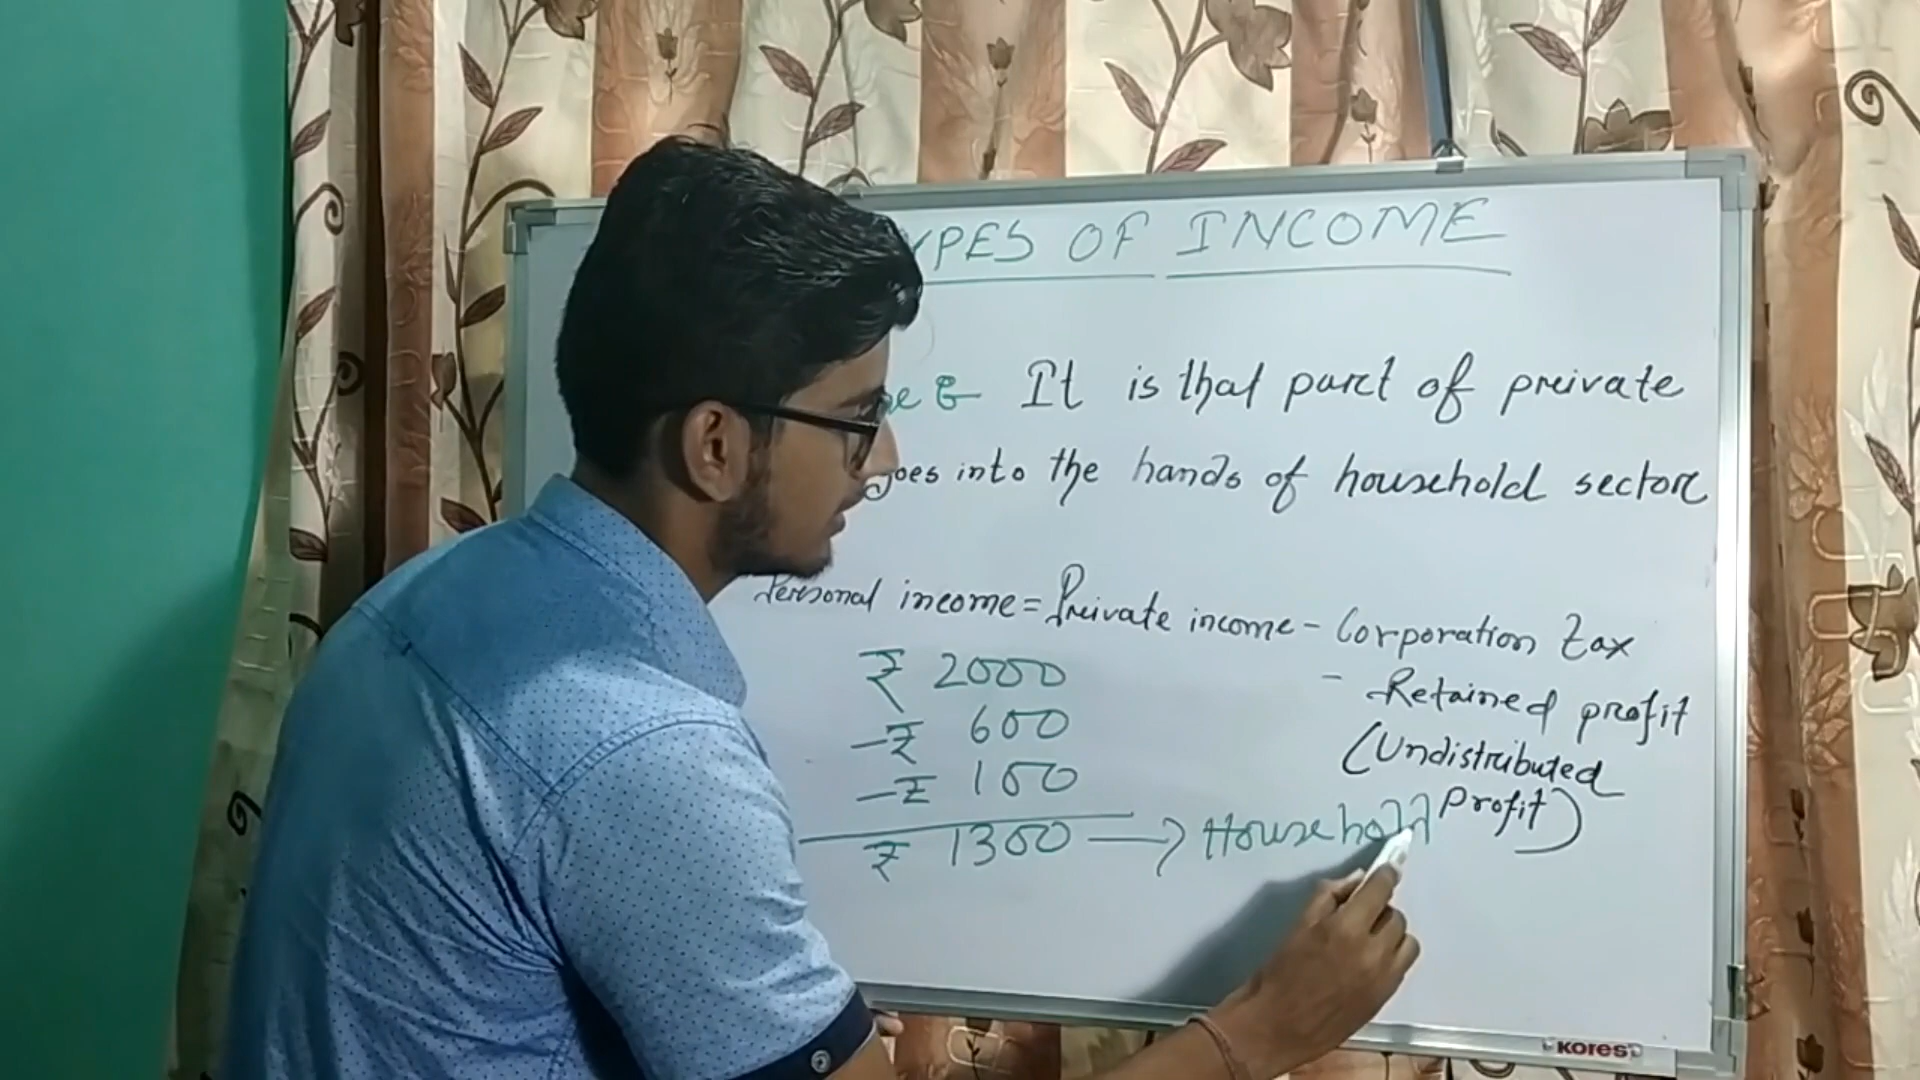 YPES OF INCOME
It is that part of private
goes into the hands of household sector
Personal income = Private income - Corporation tax
- Retained profit
(Undistributed
Profit)
₹ 2000
-₹ 600
-₹ 100
₹ 1300 → Household
Kores